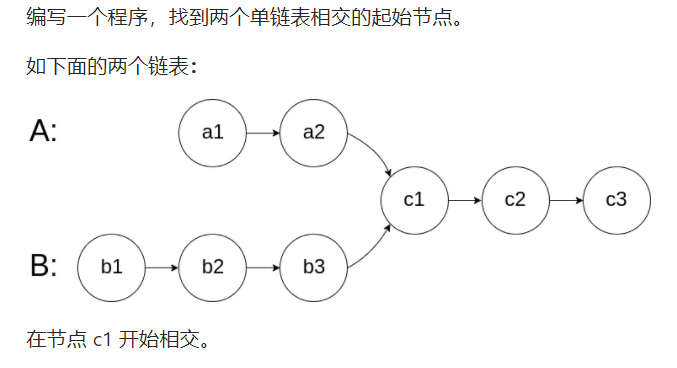 编写一个程序，找到两个单链表相交的起始节点。
如下面的两个链表：
A: a1 a2
c1 c2 c3
B: b1 b2 b3
在节点 c1 开始相交。